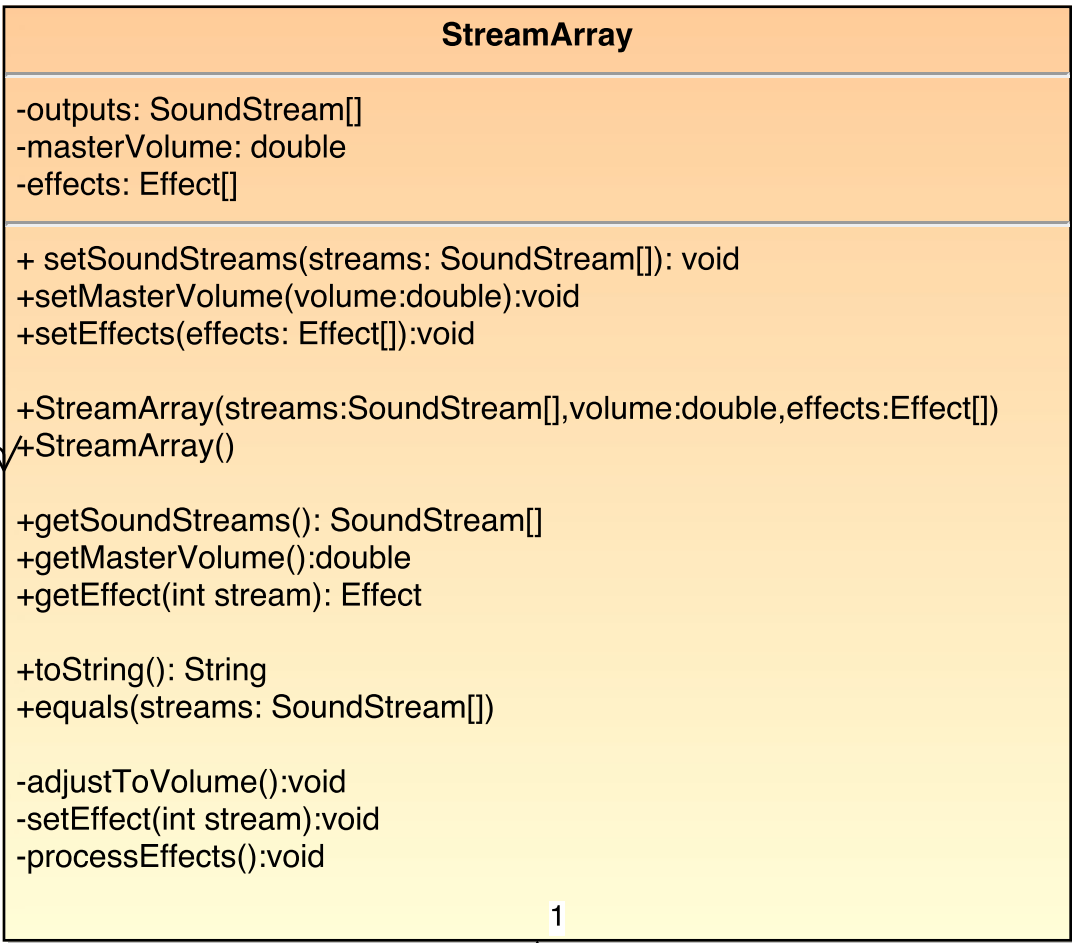 StreamArray
-outputs: SoundStream[]
-masterVolume: double
-effects: Effect[]
+ setSoundStreams(streams: SoundStream[]): void
+setMasterVolume(volume:double):void
+setEffects(effects: Effect[]):void
+StreamArray(streams:SoundStream[],volume:double,effects:Effect[])
+StreamArray()
+getSoundStreams(): SoundStream[]
+getMasterVolume():double
+getEffect(int stream): Effect
+toString(): String
+equals(streams: SoundStream[])
-adjustToVolume():void
-setEffect(int stream):void
-processEffects():void
1